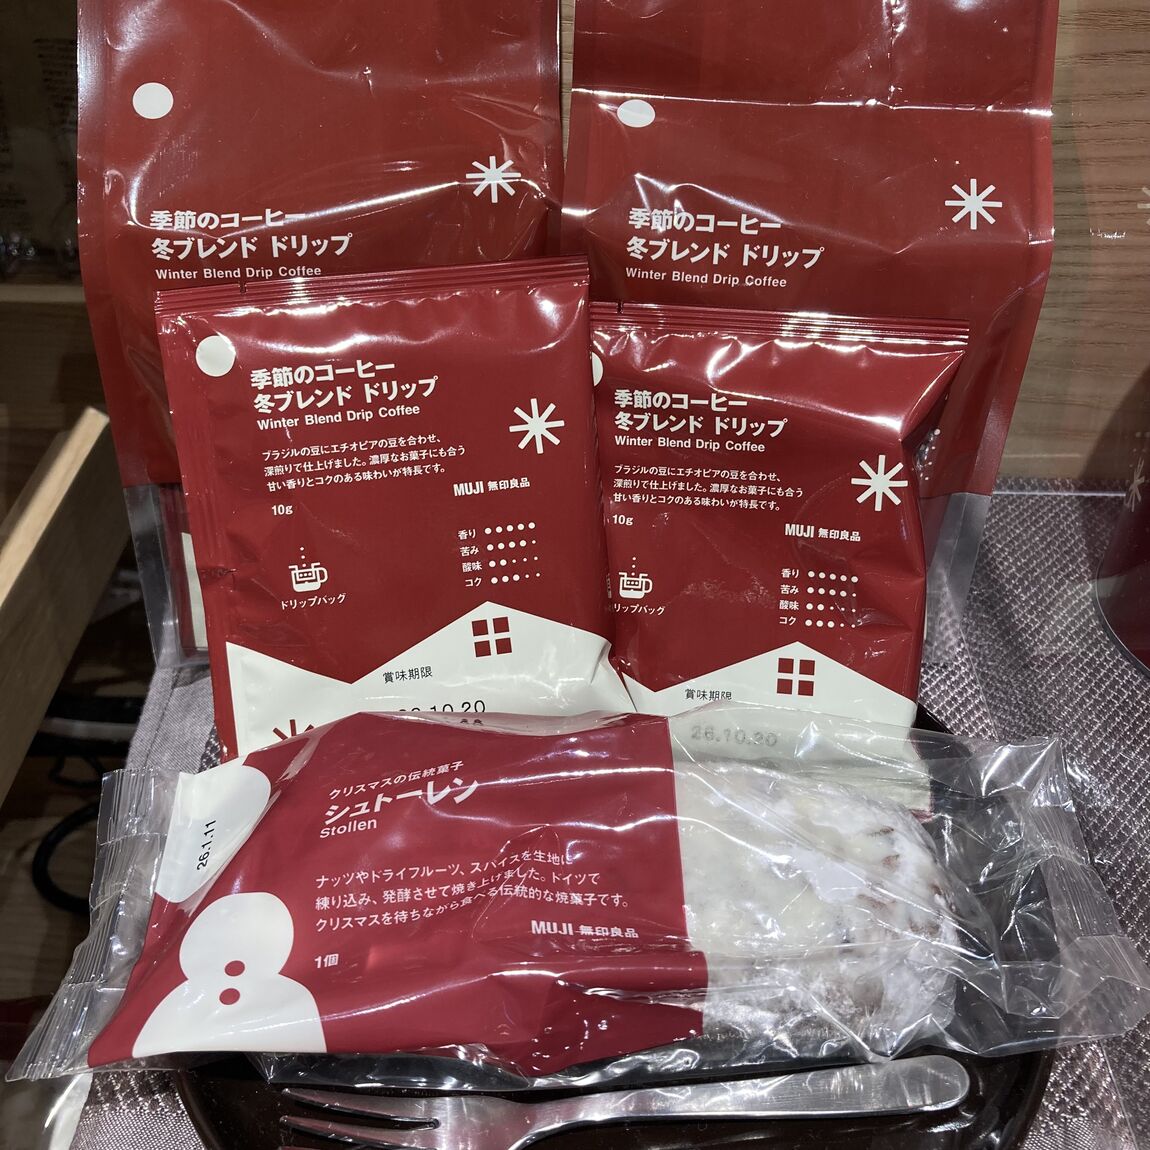 季節のコーヒー
冬ブレンド ドリップ
Winter Blend Drip Coffee
季節のコーヒー
冬ブレンド ドリップ
Winter Blend Drip Coffee
季節のコーヒー
冬ブレンド ドリップ
Winter Blend Drip Coffee
ブラジルの豆にエチオピアの豆を合わせ、
深煎りで仕上げました。濃厚なお菓子にも合う
甘い香りとコクのある味わいが特長です。
MUJI 無印良品
10g
香り
苦み
酸味
コク
ドリップバッグ
賞味期限
10.20
季節のコーヒー
冬ブレンド ドリップ
Winter Blend Drip Coffee
ブラジルの豆にエチオピアの豆を合わせ、
深煎りで仕上げました。濃厚なお菓子にも合う
甘い香りとコクのある味わいが特長です。
10g
MUJI 無印良品
香り
苦み
酸味
コク
リップバッグ
賞味期限
26.10.20
クリスマスの伝統菓子
シュトーレン
Stollen
26.1.11
ナッツやドライフルーツ、スパイスを生地に
練り込み、発酵させて焼き上げました。ドイツで
クリスマスを待ちながら食べる伝統的な焼菓子です。
MUJI 無印良品
1個